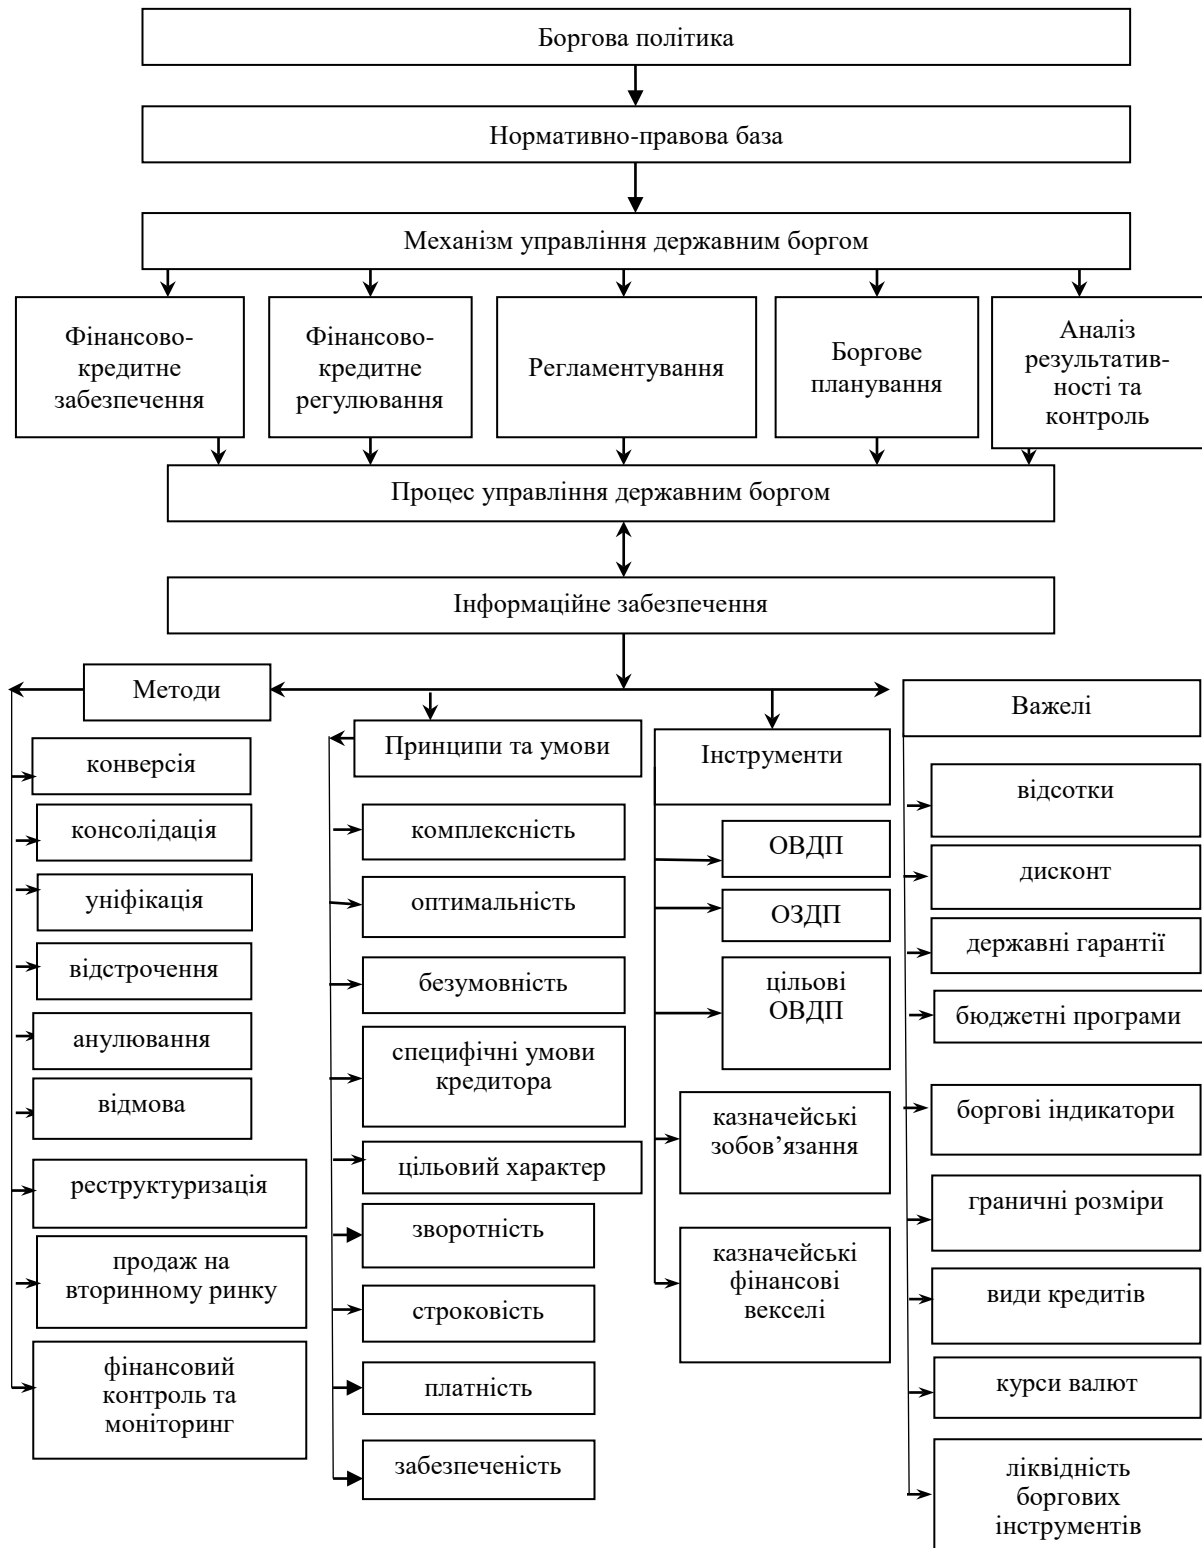 Боргова політика
Нормативно-правова база
Механізм управління державним боргом
Фінансово-
кредитне
забезпечення
Фінансово-
кредитне
регулювання
Регламентування
Боргове
планування
Аналіз
результатив-
ності та
контроль
Процес управління державним боргом
Інформаційне забезпечення
Методи
конверсія
консолідація
уніфікація
відстрочення
анулювання
відмова
реструктуризація
продаж на
вторинному ринку
фінансовий
контроль та
моніторинг
Принципи та умови
комплексність
оптимальність
безумовність
специфічні умови
кредитора
цільовий характер
зворотність
строковість
платність
забезпеченість
Інструменти
ОВДП
ОЗДП
цільові
ОВДП
казначейські
зобов’язання
казначейські
фінансові
векселі
Важелі
відсотки
дисконт
державні гарантії
бюджетні програми
боргові індикатори
граничні розміри
види кредитів
курси валют
ліквідність
боргових
інструментів